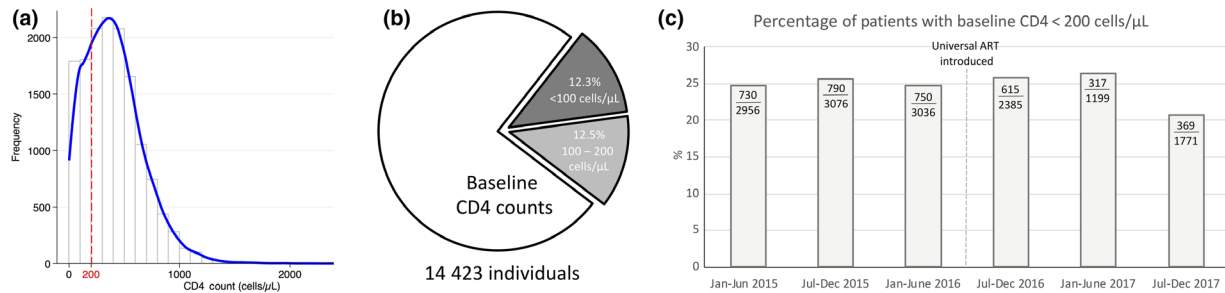 (a)
2000
1500
1000
500
0
Frequency
0 200 1000 2000
CD4 count (cells/µL)
(b)
12.3%
<100 cells/µL
12.5%
100 – 200
cells/µL
Baseline
CD4 counts
14 423 individuals
(c)
Percentage of patients with baseline CD4 < 200 cells/µL
Universal ART
introduced
30
25
20
15
10
5
0
%
730
2956
790
3076
750
3036
615
2385
317
1199
369
1771
Jan-Jun 2015 Jul-Dec 2015 Jan-June 2016 Jul-Dec 2016 Jan-June 2017 Jul-Dec 2017